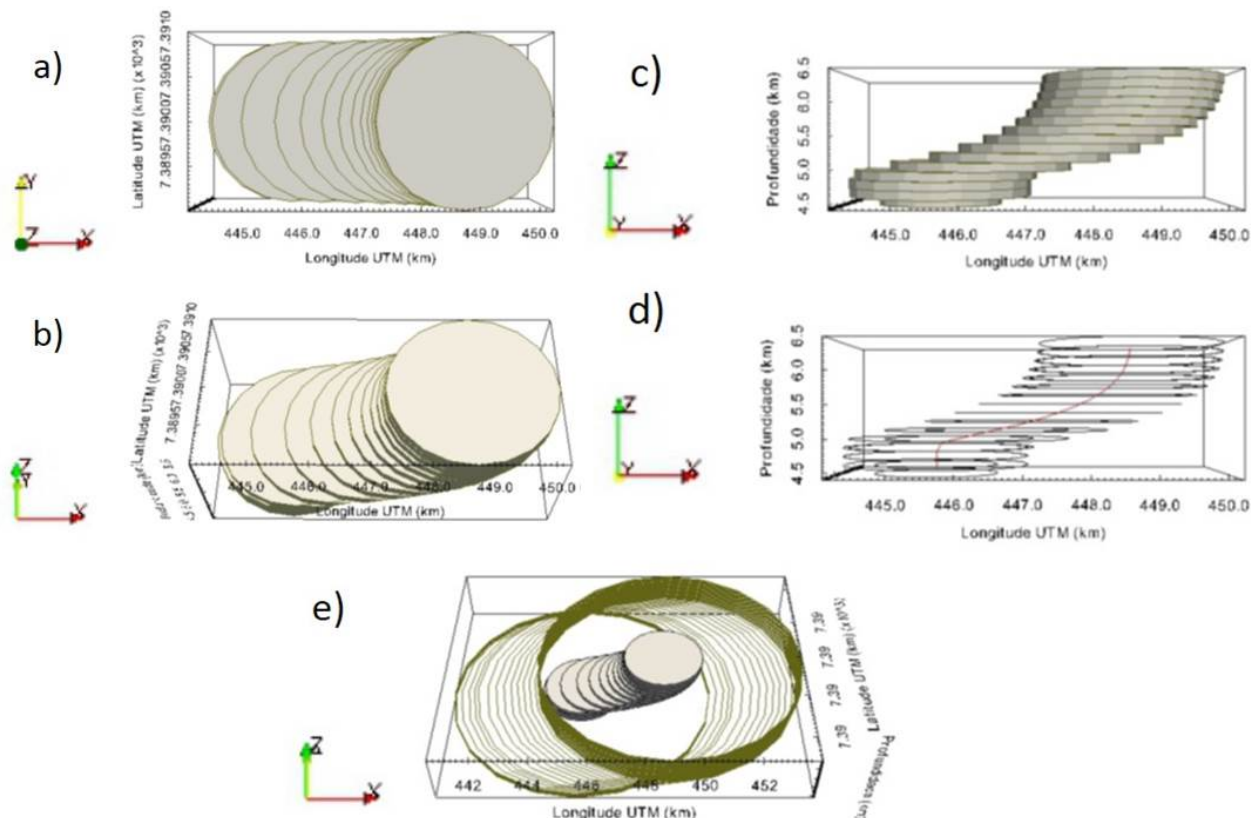 a)
Latitude UTM (km) (x10^3)
7.38957.39007.39057.3910
445.0 446.0 447.0 448.0 449.0 450.0
Longitude UTM (km)
Y
Z X
c)
Profundidade (km)
4.5 5.0 5.5 6.0 6.5
445.0 446.0 447.0 448.0 449.0 450.0
Longitude UTM (km)
Z
Y X
b)
Latitude UTM (km) (x10^3)
7.38957.39007.39057.3910
445.0 446.0 447.0 448.0 449.0 450.0
Longitude UTM (km)
Z
Y
X
d)
Profundidade (km)
4.5 5.0 5.5 6.0 6.5
445.0 446.0 447.0 448.0 449.0 450.0
Longitude UTM (km)
Z
Y X
e)
7.39 7.39 7.39 7.39
Latitude UTM (km) (x10^3)
442 444 448 450 452
Longitude UTM (km)
Z
X